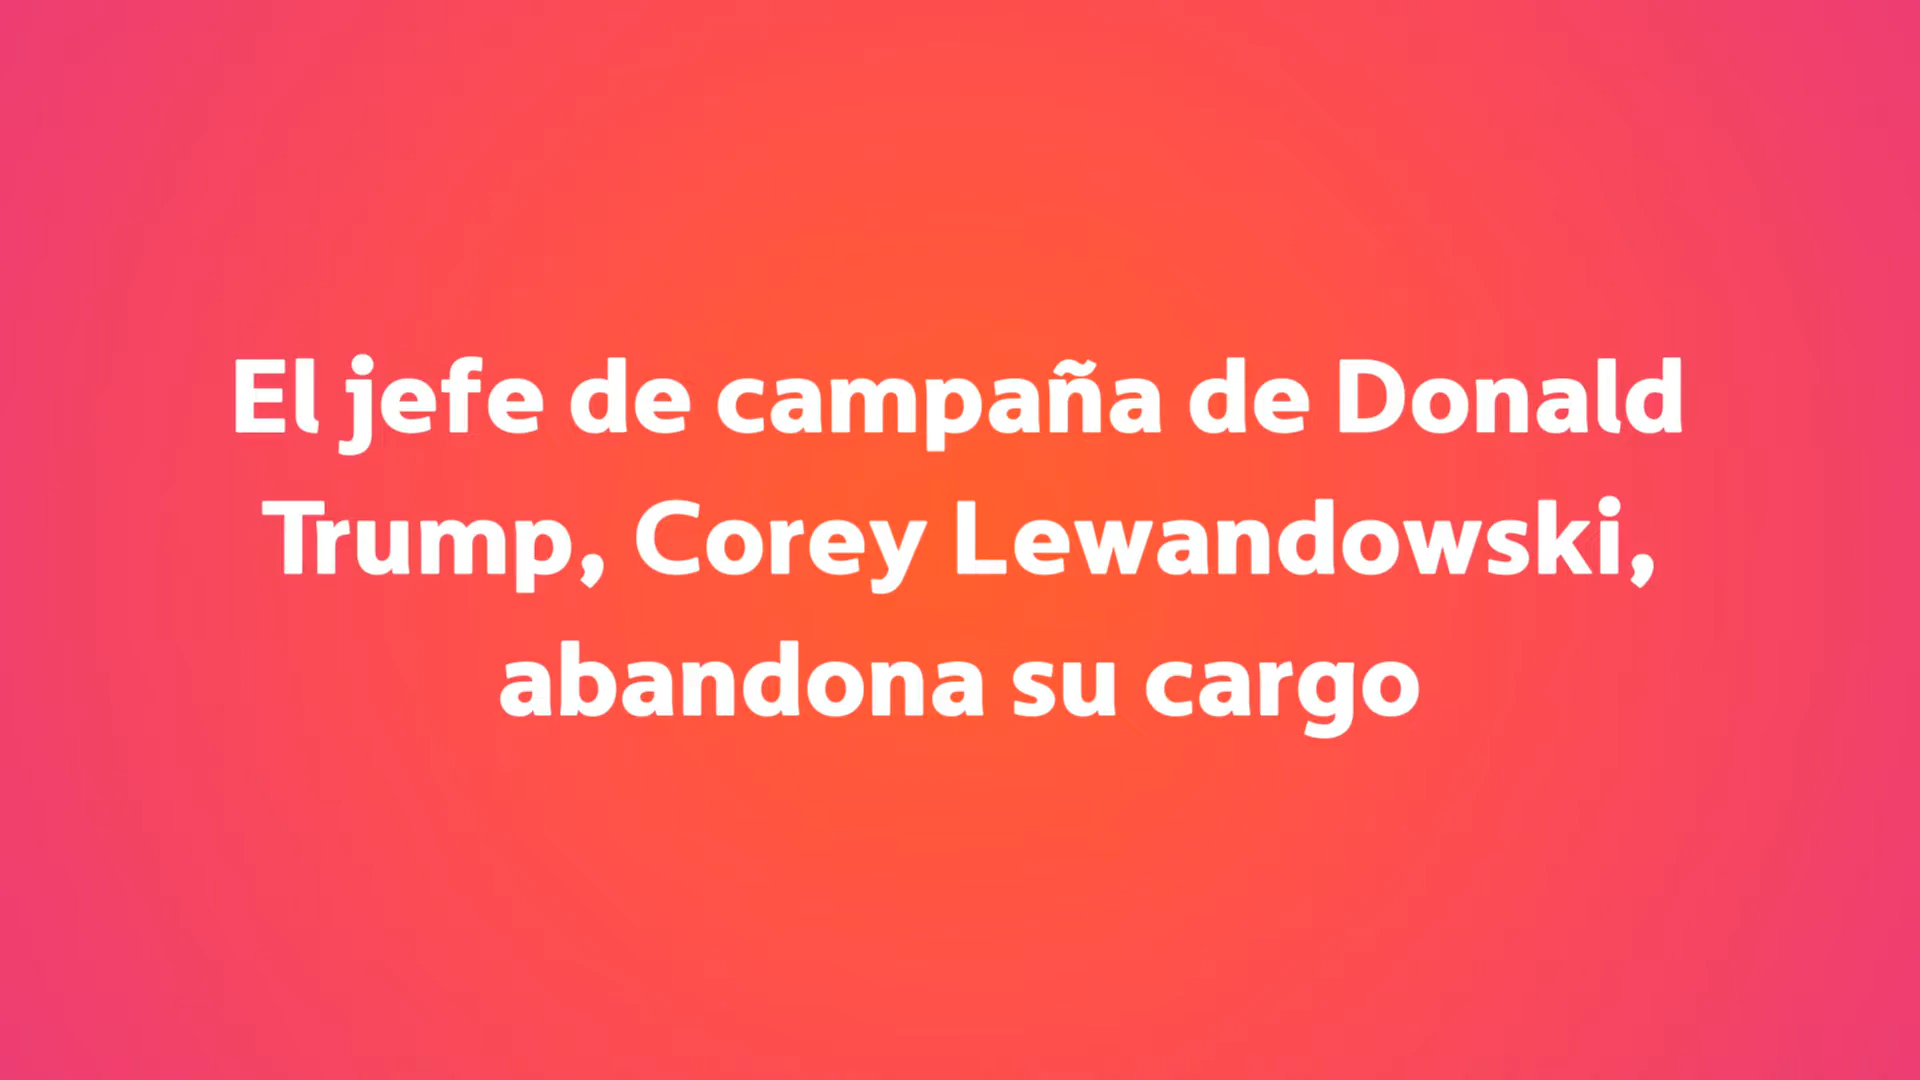 El jefe de campaña de Donald
Trump, Corey Lewandowski,
abandona su cargo